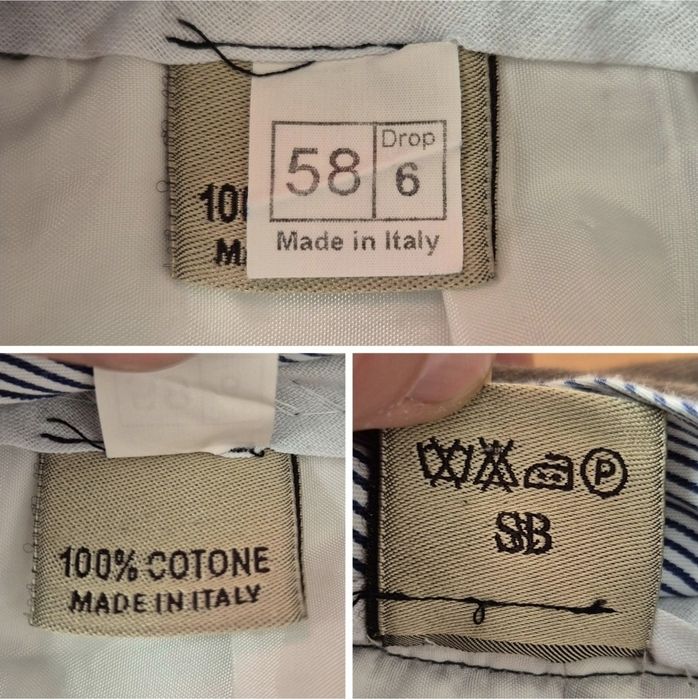 58
Drop
6
Made in Italy
100% COTONE
MADE IN ITALY
P
SB